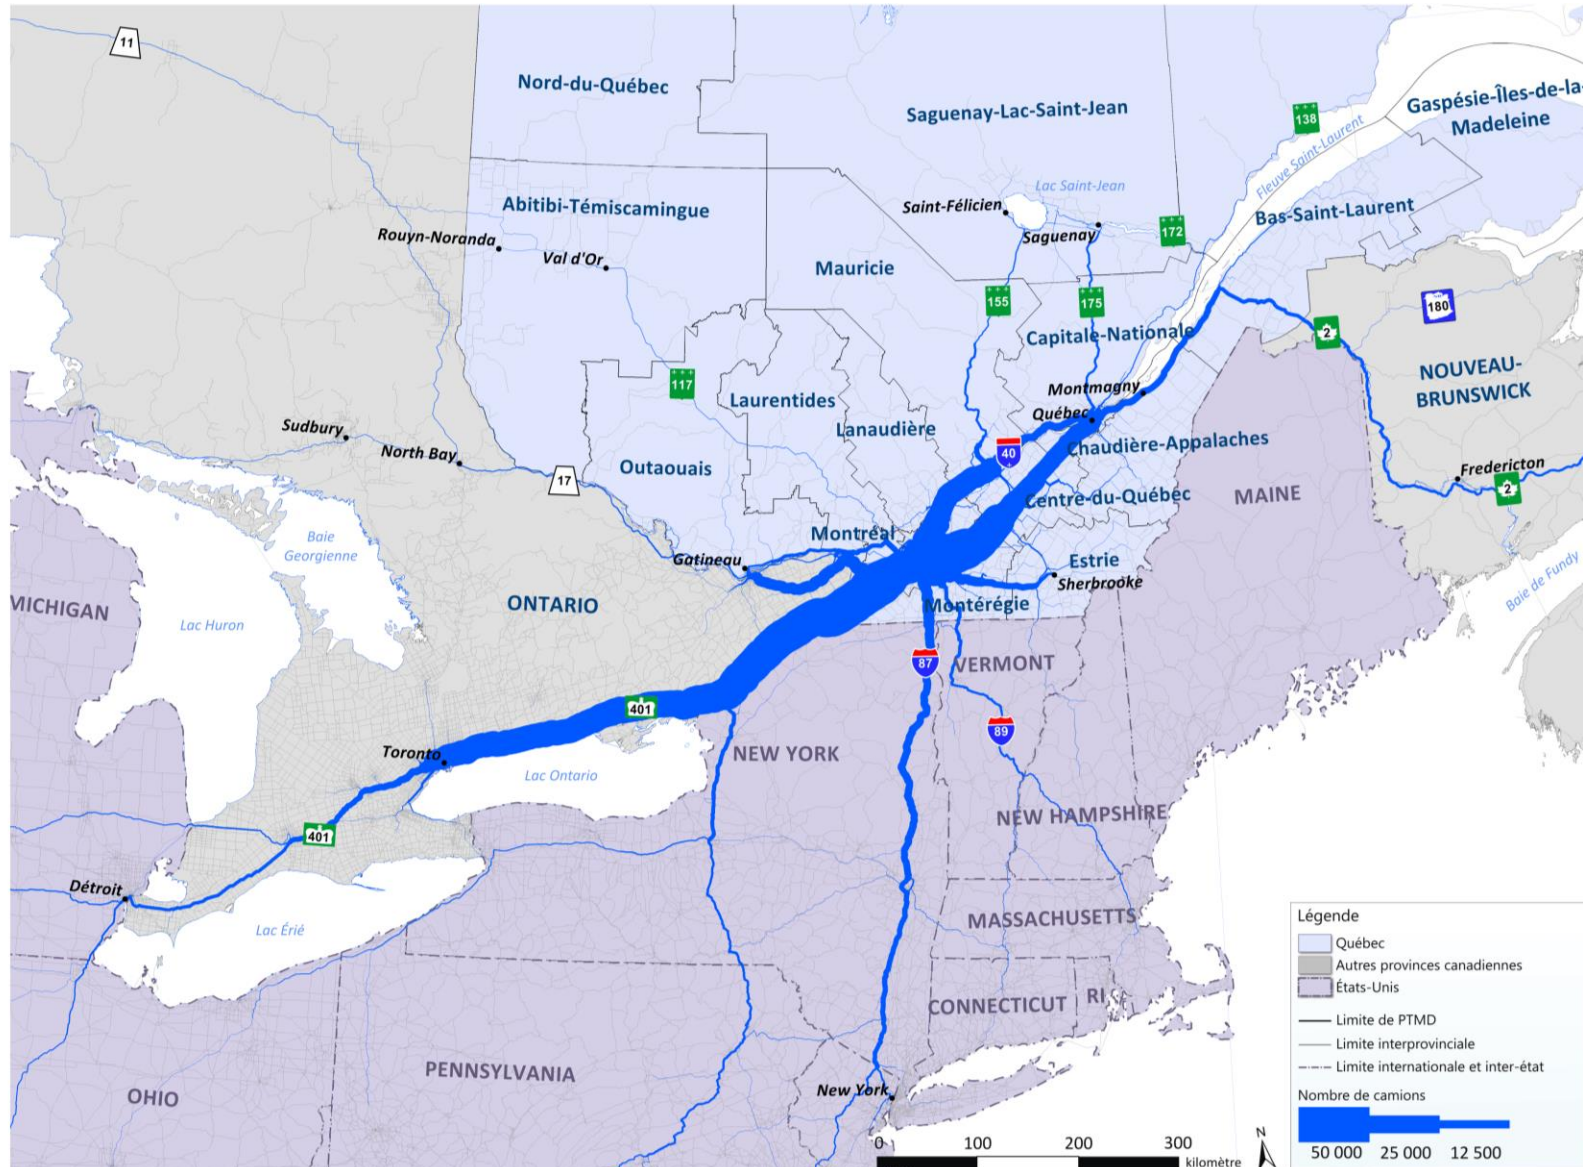 11
Nord-du-Québec
Saguenay-Lac-Saint-Jean
138
Gaspésie-Îles-de-la-
Madeleine
Fleuve Saint-Laurent
Lac Saint-Jean
Saint-Félicien
Abitibi-Témiscamingue
Bas-Saint-Laurent
Rouyn-Noranda
Saguenay
172
Val d'Or
Mauricie
155
175
180
2
Capitale-Nationale
NOUVEAU-
BRUNSWICK
117
Laurentides
Montmagny
Québec
Lanaudière
Sudbury
North Bay
40
Chaudière-Appalaches
Outaouais
17
Fredericton
2
Centre-du-Québec
MAINE
Baie
Georgienne
Montréal
Gatineau
Estrie
Sherbrooke
Baie de Fundy
MICHIGAN
ONTARIO
Montérégie
Lac Huron
87
VERMONT
401
89
Toronto
NEW YORK
Lac Ontario
NEW HAMPSHIRE
401
Détroit
Lac Érié
MASSACHUSETTS
CONNECTICUT
RI
PENNSYLVANIA
OHIO
New York
0 100 200 300
kilomètre
N
Légende
Québec
Autres provinces canadiennes
États-Unis
Limite de PTMD
Limite interprovinciale
Limite internationale et inter-état
Nombre de camions
50 000 25 000 12 500